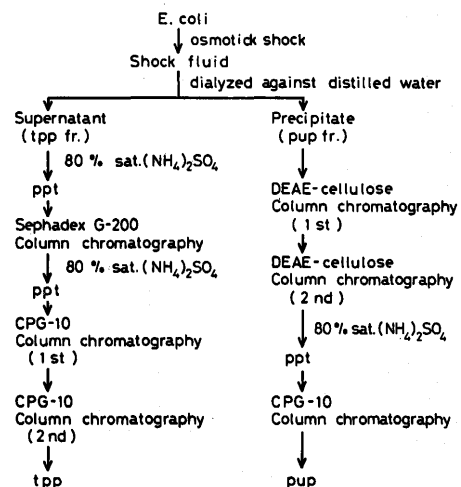 E. coli
osmotick shock
Shock fluid
dialyzed against distilled water
Supernatant
(tpp fr.)
80 % sat.(NH4)2SO4
ppt
Sephadex G-200
Column chromatography
80 % sat.(NH4)2SO4
ppt
CPG-10
Column chromatography
(1st)
CPG-10
Column chromatography
(2nd)
tpp
Precipitate
(pup fr.)
DEAE-cellulose
Column chromatography
(1st)
DEAE-cellulose
Column chromatography
(2nd)
80% sat.(NH4)2SO4
ppt
CPG-10
Column chromatography
pup